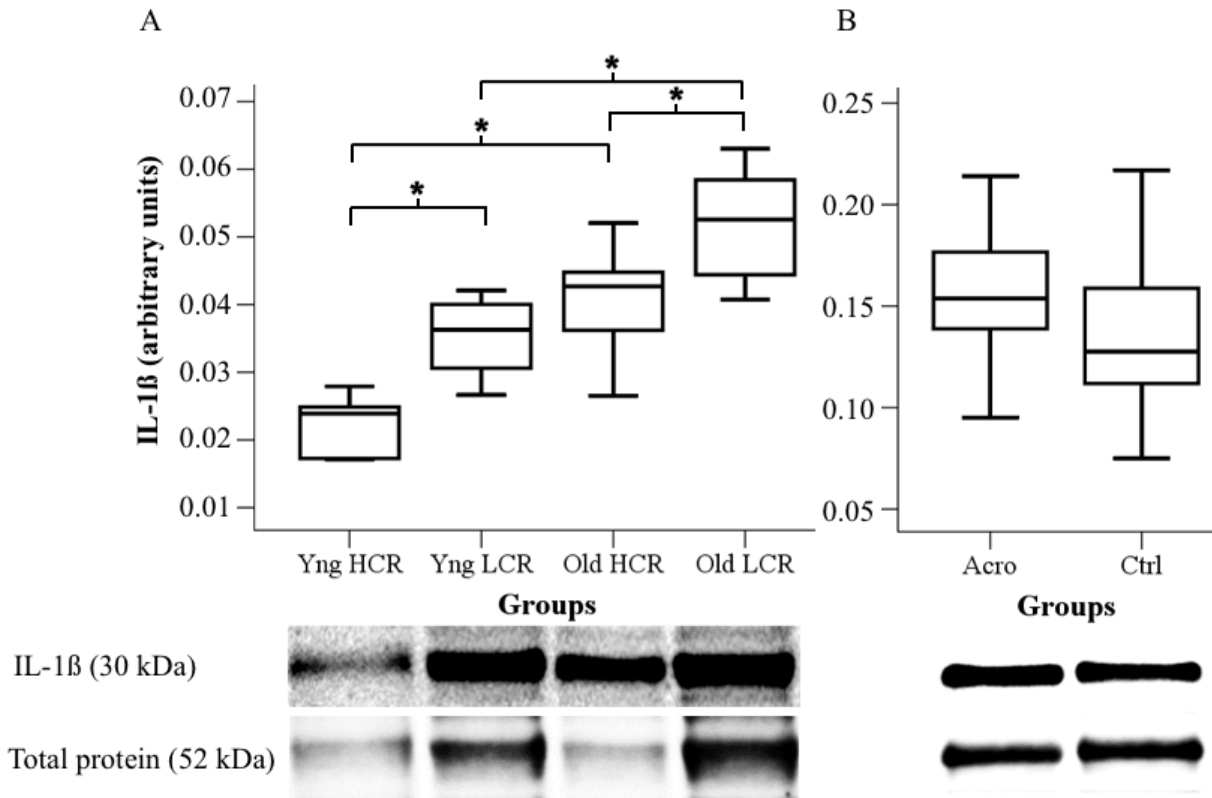 A
B
*
*
*
*
IL-1ß (arbitrary units)
0.07
0.06
0.05
0.04
0.03
0.02
0.01
Yng HCR
Yng LCR
Old HCR
Old LCR
Groups
0.25
0.20
0.15
0.10
0.05
Acro
Ctrl
Groups
IL-1ß (30 kDa)
Total protein (52 kDa)